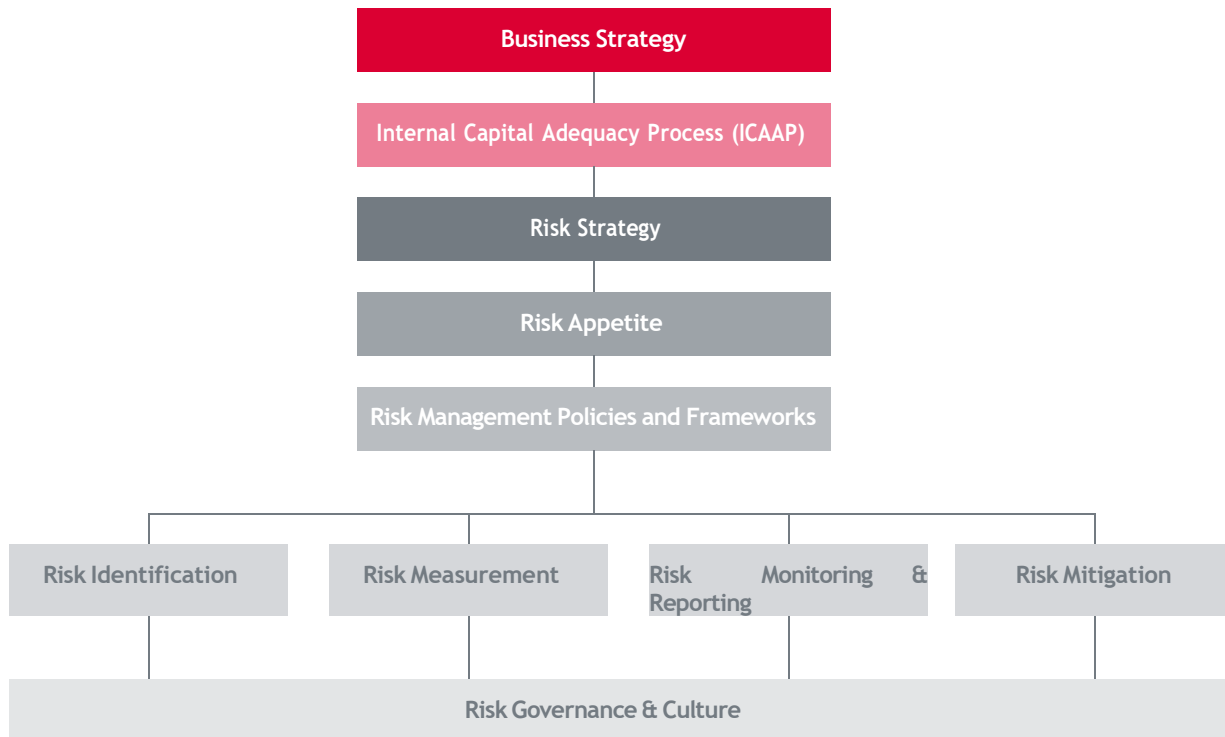 Business Strategy
Internal Capital Adequacy Process (ICAAP)
Risk Strategy
Risk Appetite
Risk Management Policies and Frameworks
Risk Identification
Risk Measurement
Risk Monitoring &
Reporting
Risk Mitigation
Risk Governance & Culture